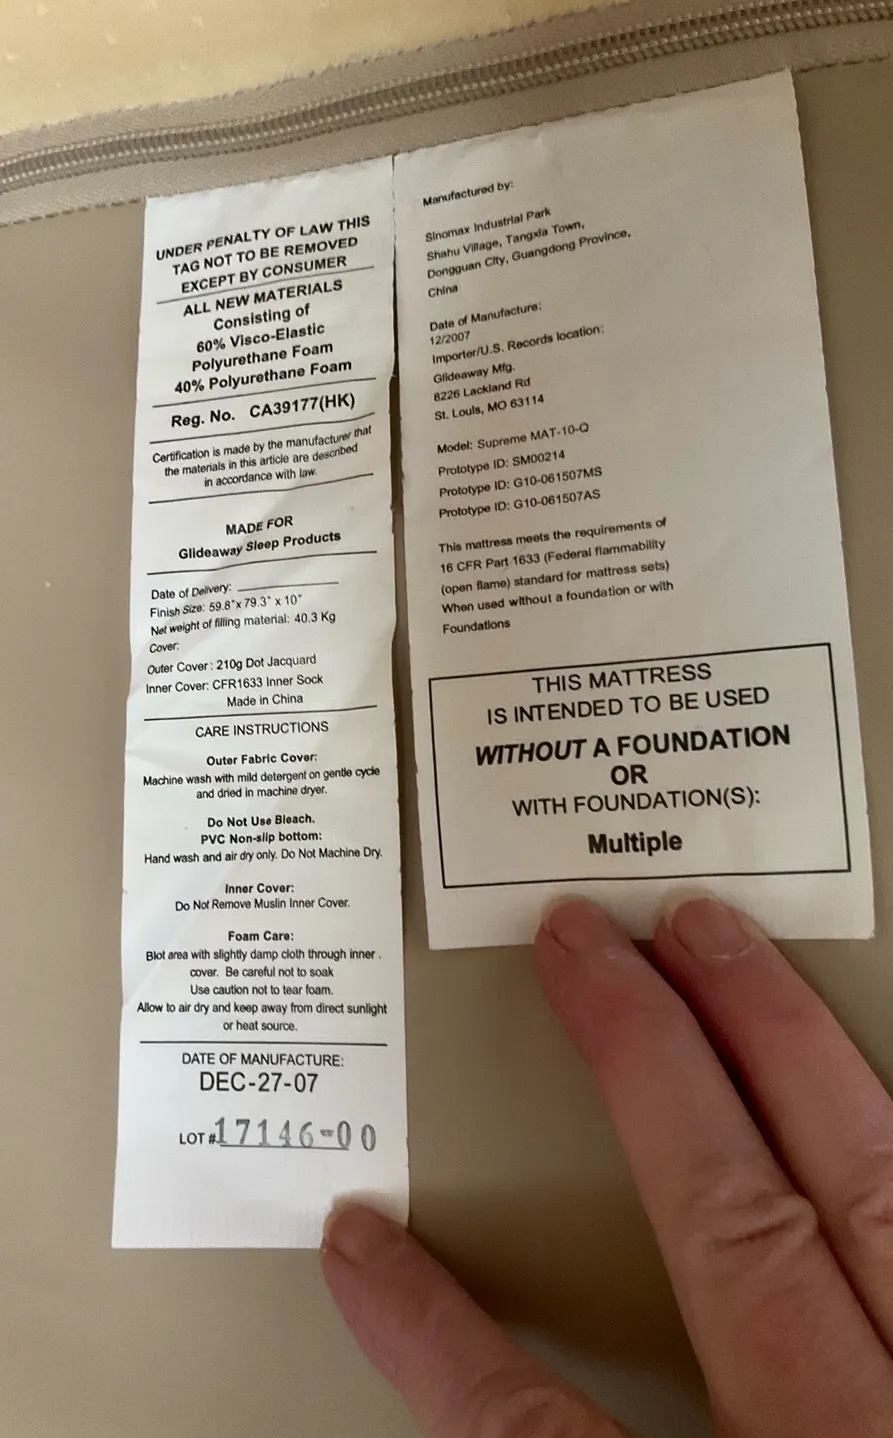 UNDER PENALTY OF LAW THIS
TAG NOT TO BE REMOVED
EXCEPT BY CONSUMER
ALL NEW MATERIALS
Consisting of
60% Visco-Elastic
Polyurethane Foam
40% Polyurethane Foam
Reg. No. CA39177(HK)
Certification is made by the manufacturer that
the materials in this article are described
in accordance with law.
MADE FOR
Glideaway Sleep Products
Date of Delivery:
Finish Size: 59.8"x 79.3" x 10"
Net weight of filling material: 40.3 Kg
Cover:
Outer Cover : 210g Dot Jacquard
Inner Cover: CFR1633 Inner Sock
Made in China
CARE INSTRUCTIONS
Outer Fabric Cover:
Machine wash with mild detergent on gentle cycle
and dried in machine dryer.
Do Not Use Bleach.
PVC Non-slip bottom:
Hand wash and air dry only. Do Not Machine Dry.
Inner Cover:
Do Not Remove Muslin Inner Cover.
Foam Care:
Blot area with slightly damp cloth through inner .
cover. Be careful not to soak
Use caution not to tear foam.
Allow to air dry and keep away from direct sunlight
or heat source.
DATE OF MANUFACTURE:
DEC-27-07
LOT # 17146-00
Manufactured by:
Sinomax Industrial Park
Shahu Village, Tangxia Town,
Dongguan City, Guangdong Province,
China
Date of Manufacture:
12/2007
Importer/U.S. Records location:
Glideaway Mfg.
8226 Lackland Rd
St. Louis, MO 63114
Model: Supreme MAT-10-Q
Prototype ID: SM00214
Prototype ID: G10-061507MS
Prototype ID: G10-061507AS
This mattress meets the requirements of
16 CFR Part 1633 (Federal flammability
(open flame) standard for mattress sets)
When used without a foundation or with
Foundations
THIS MATTRESS
IS INTENDED TO BE USED
WITHOUT A FOUNDATION
OR
WITH FOUNDATION(S):
Multiple